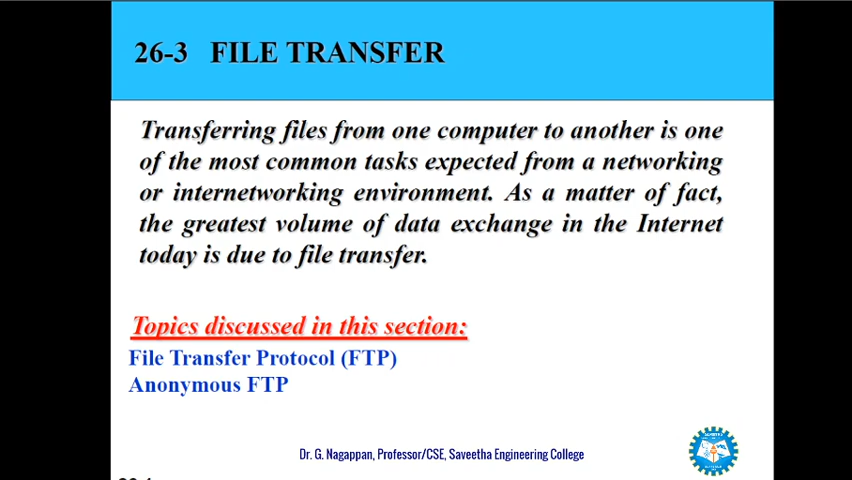 26-3 FILE TRANSFER
Transferring files from one computer to another is one
of the most common tasks expected from a networking
or internetworking environment. As a matter of fact,
the greatest volume of data exchange in the Internet
today is due to file transfer.
Topics discussed in this section:
File Transfer Protocol (FTP)
Anonymous FTP
Dr. G. Nagappan, Professor/CSE, Saveetha Engineering College